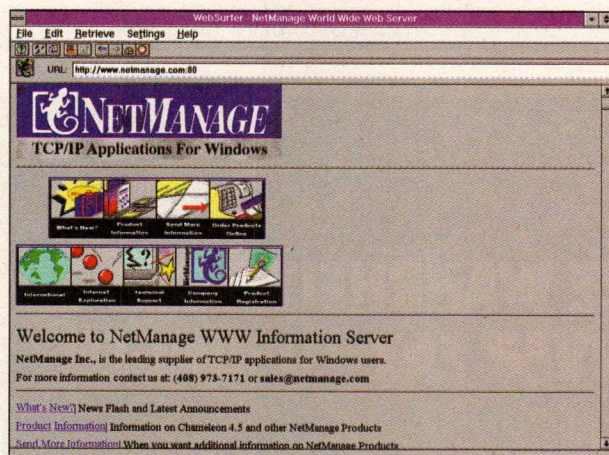 WebSurfer - NetManage World Wide Web Server
File Edit Retrieve Settings Help
URL: http://www.netmanage.com:80
NETMANAGE
TCP/IP Applications For Windows
What's New?
Product Information
Send More Information
Order Products Online
International
Internet Exploration
Technical Support
Company Information
Product Registration
Welcome to NetManage WWW Information Server
NetManage Inc., is the leading supplier of TCP/IP applications for Windows users.
For more information contact us at: (408) 973-7171 or sales@netmanage.com
What's New?| News Flash and Latest Announcements
Product Information| Information on Chameleon 4.5 and other NetManage Products
Send More Information| When you want additional information on NetManage Products